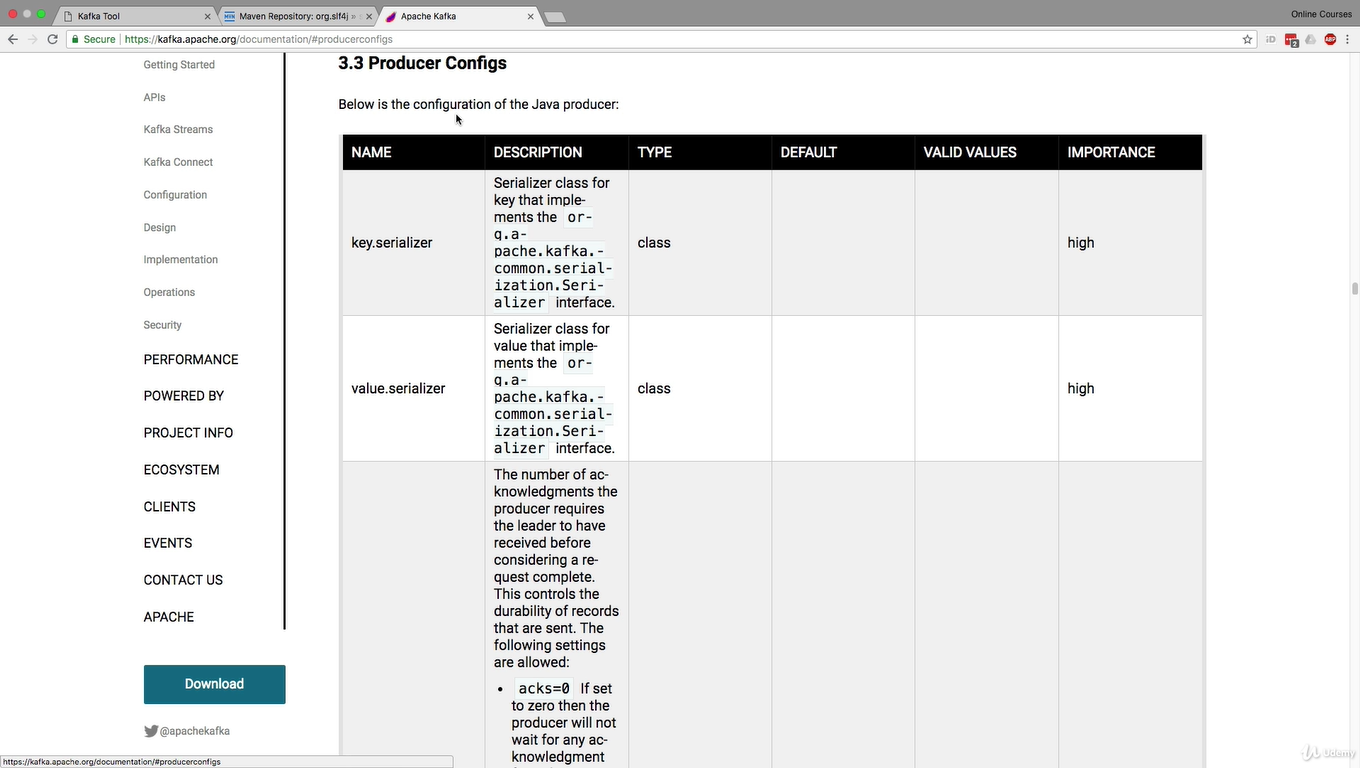 Kafka Tool
Maven Repository: org.slf4j »
Apache Kafka
Online Courses
Secure https://kafka.apache.org/documentation/#producerconfigs
iD
2
ABP
Getting Started
APIs
Kafka Streams
Kafka Connect
Configuration
Design
Implementation
Operations
Security
PERFORMANCE
POWERED BY
PROJECT INFO
ECOSYSTEM
CLIENTS
EVENTS
CONTACT US
APACHE
Download
@apachekafka
3.3 Producer Configs
Below is the configuration of the Java producer:
NAME DESCRIPTION TYPE DEFAULT VALID VALUES IMPORTANCE
key.serializer
Serializer class for
key that imple-
ments the or-
g.a-
pache.kafka.-
common.serial-
ization.Seri-
alizer interface.
class
high
value.serializer
Serializer class for
value that imple-
ments the or-
g.a-
pache.kafka.-
common.serial-
ization.Seri-
alizer interface.
class
high
The number of ac-
knowledgments the
producer requires
the leader to have
received before
considering a re-
quest complete.
This controls the
durability of records
that are sent. The
following settings
are allowed:
• acks=0 If set
to zero then the
producer will not
wait for any ac-
knowledgment
https://kafka.apache.org/documentation/#producerconfigs
Udemy